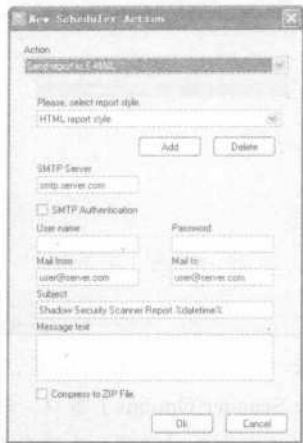 New Scheduler Action
Action
Send report to E-MAIL
Please, select report style
HTML report style
Add Delete
SMTP Server
smtp.server.com
SMTP Authentication
User name Password
Mail from Mail to
user@server.com user@server.com
Subject
Shadow Security Scanner Report %datetime%
Message text
Compress to ZIP File
Ok Cancel